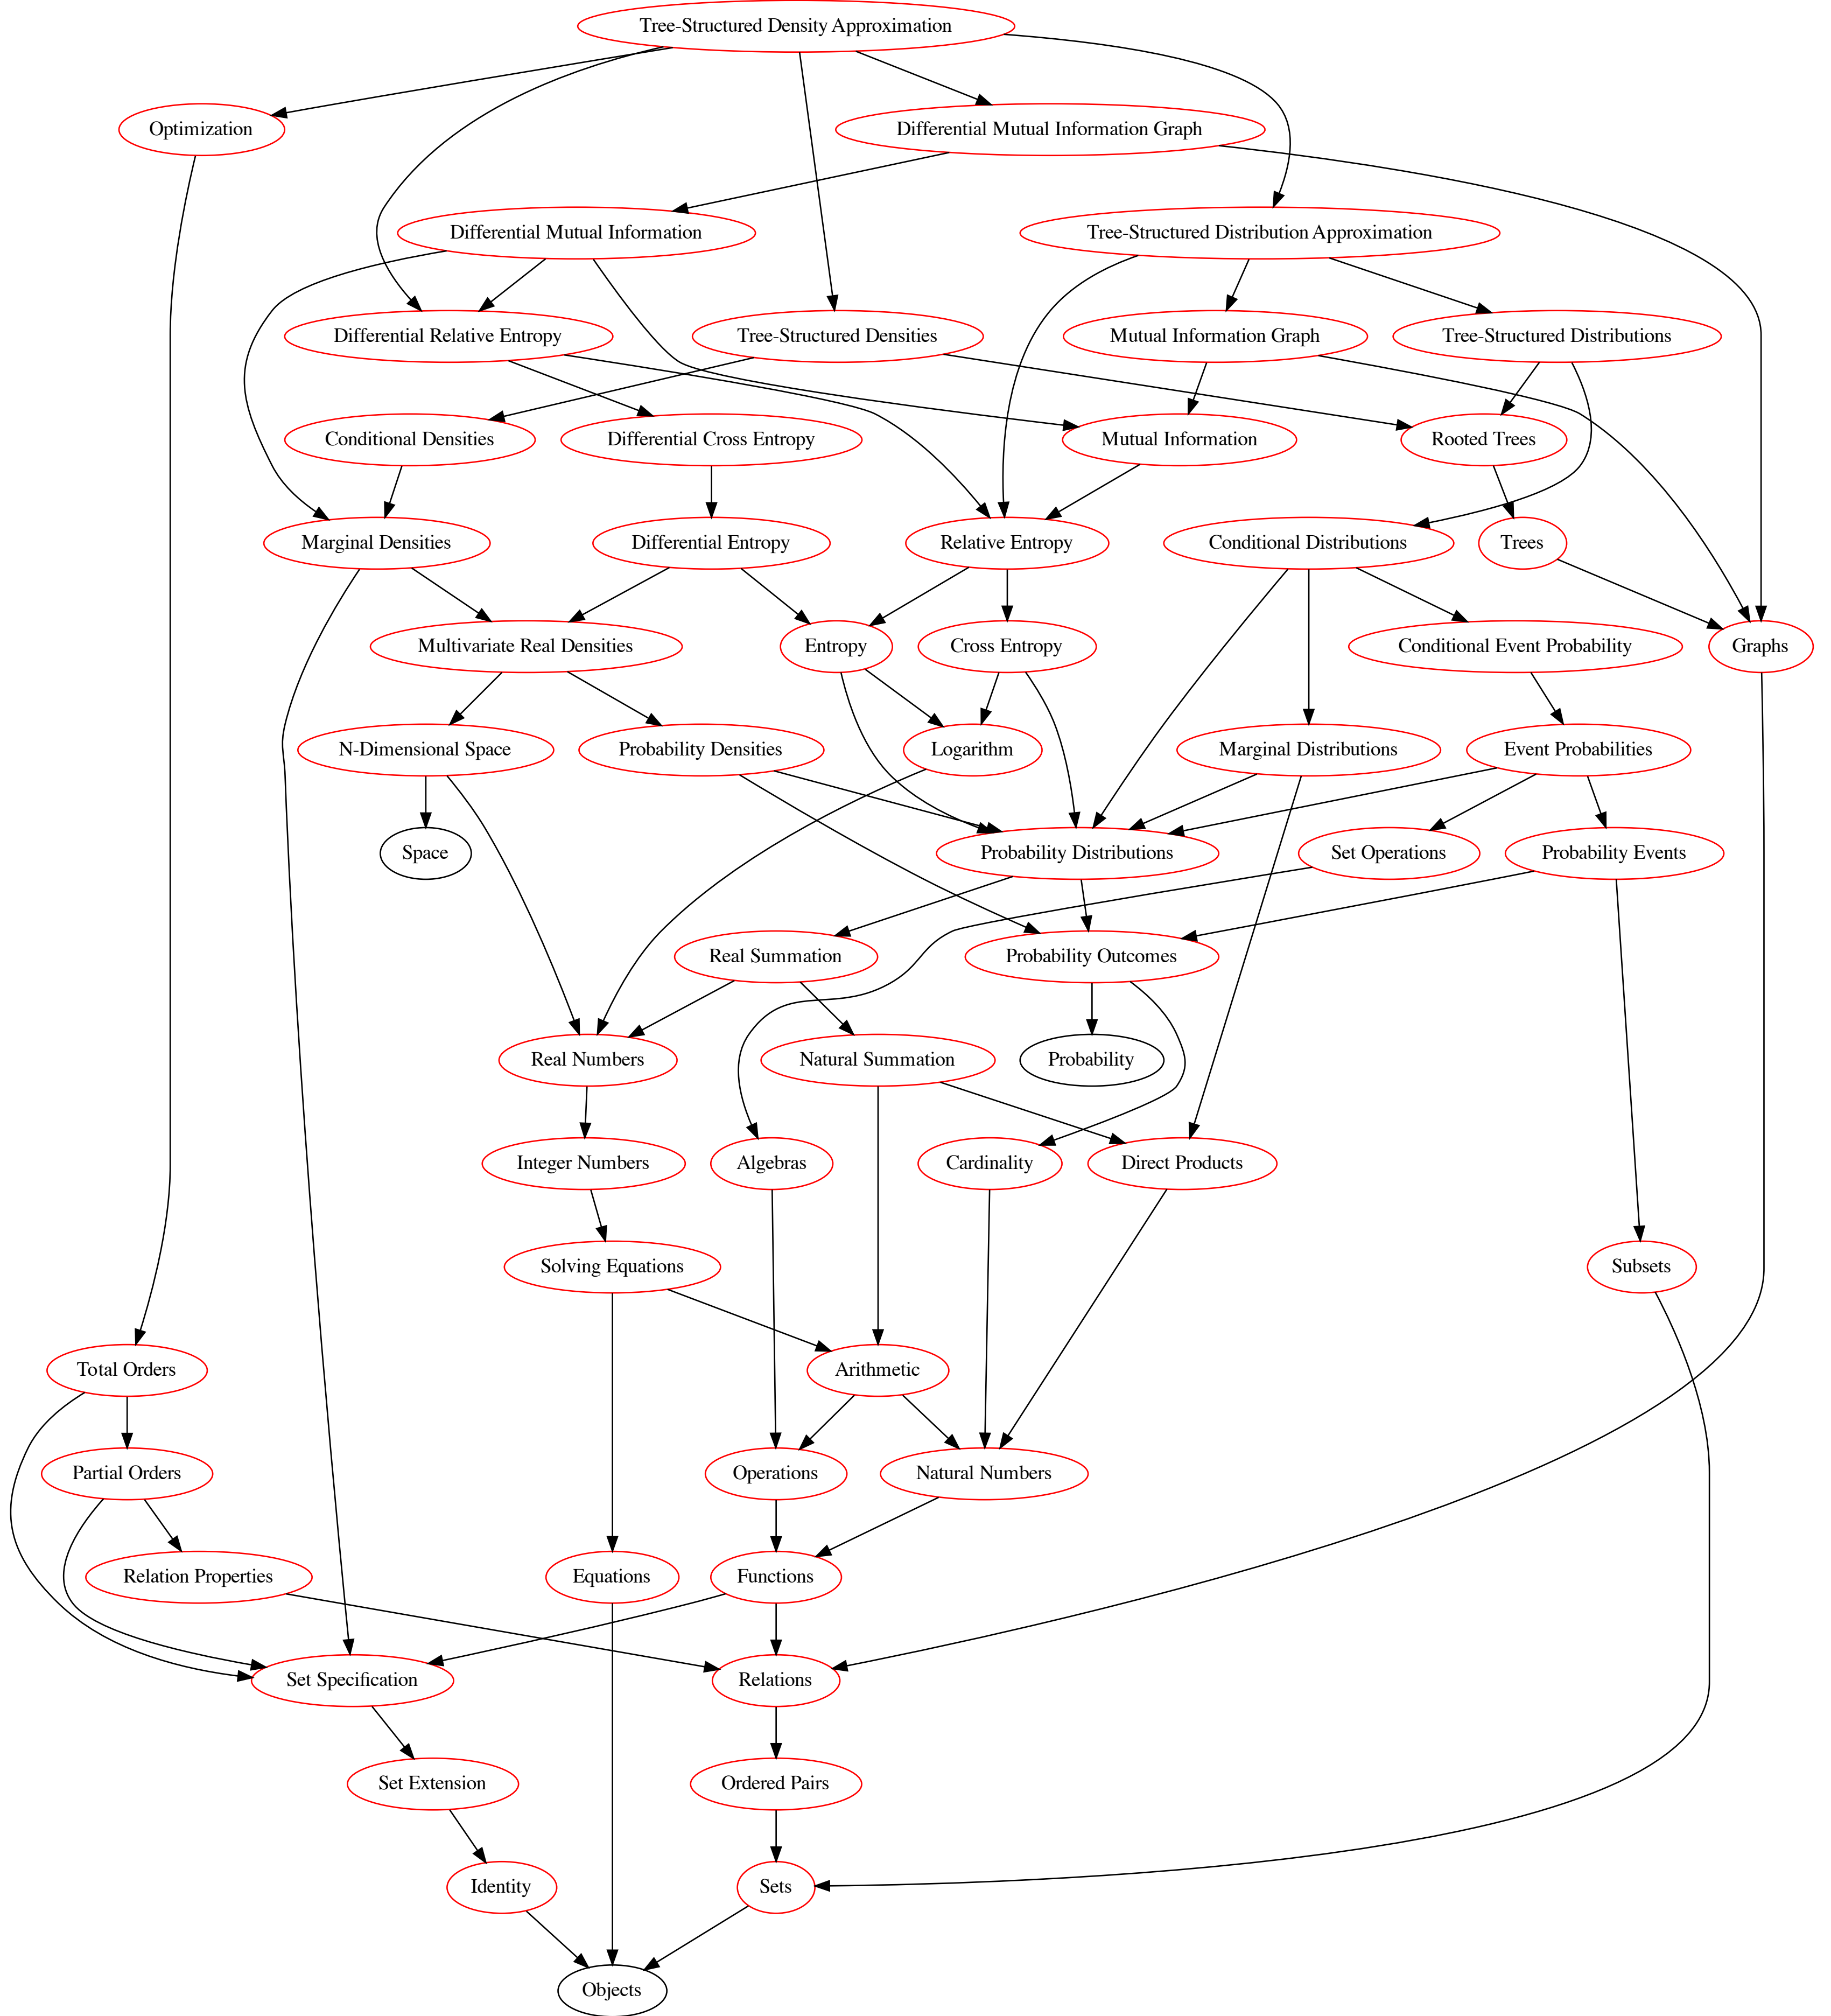 Tree-Structured Density Approximation
Optimization
Differential Mutual Information Graph
Differential Mutual Information
Tree-Structured Distribution Approximation
Differential Relative Entropy
Tree-Structured Densities
Mutual Information Graph
Tree-Structured Distributions
Conditional Densities
Differential Cross Entropy
Mutual Information
Rooted Trees
Marginal Densities
Differential Entropy
Relative Entropy
Conditional Distributions
Trees
Multivariate Real Densities
Entropy
Cross Entropy
Conditional Event Probability
Graphs
N-Dimensional Space
Probability Densities
Logarithm
Marginal Distributions
Event Probabilities
Space
Probability Distributions
Set Operations
Probability Events
Real Summation
Probability Outcomes
Real Numbers
Natural Summation
Probability
Integer Numbers
Algebras
Cardinality
Direct Products
Solving Equations
Subsets
Total Orders
Arithmetic
Partial Orders
Operations
Natural Numbers
Relation Properties
Equations
Functions
Set Specification
Relations
Set Extension
Ordered Pairs
Identity
Sets
Objects